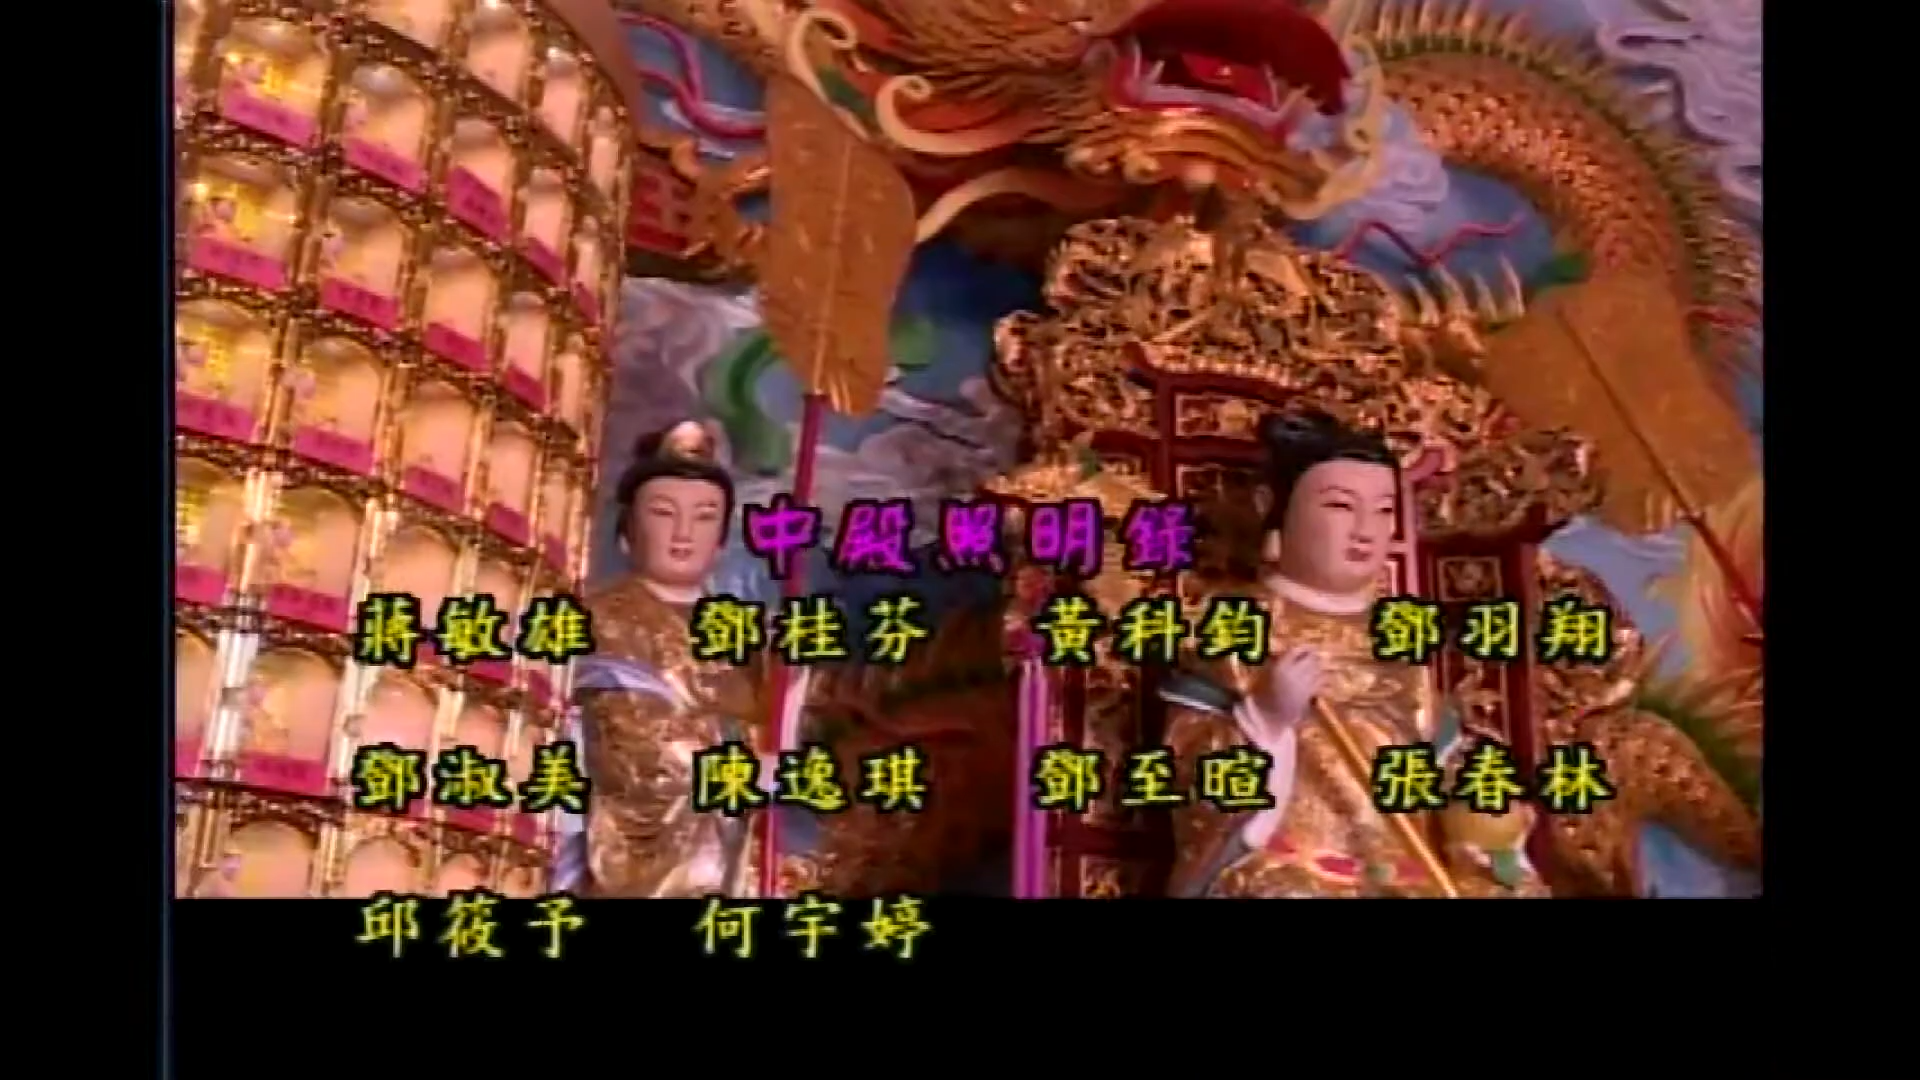 中殿照明錄
蔣敏雄 鄧桂芬 黃科鈞 鄧羽翔
鄧淑美 陳逸琪 鄧至暄 張春林
邱筱予 何宇婷